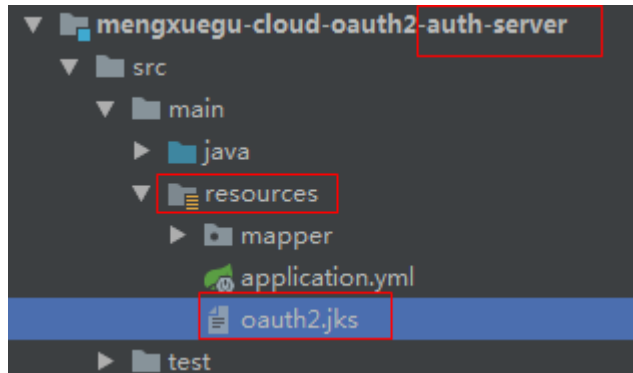 mengxuegu-cloud-oauth2-auth-server
src
main
java
resources
mapper
application.yml
oauth2.jks
test